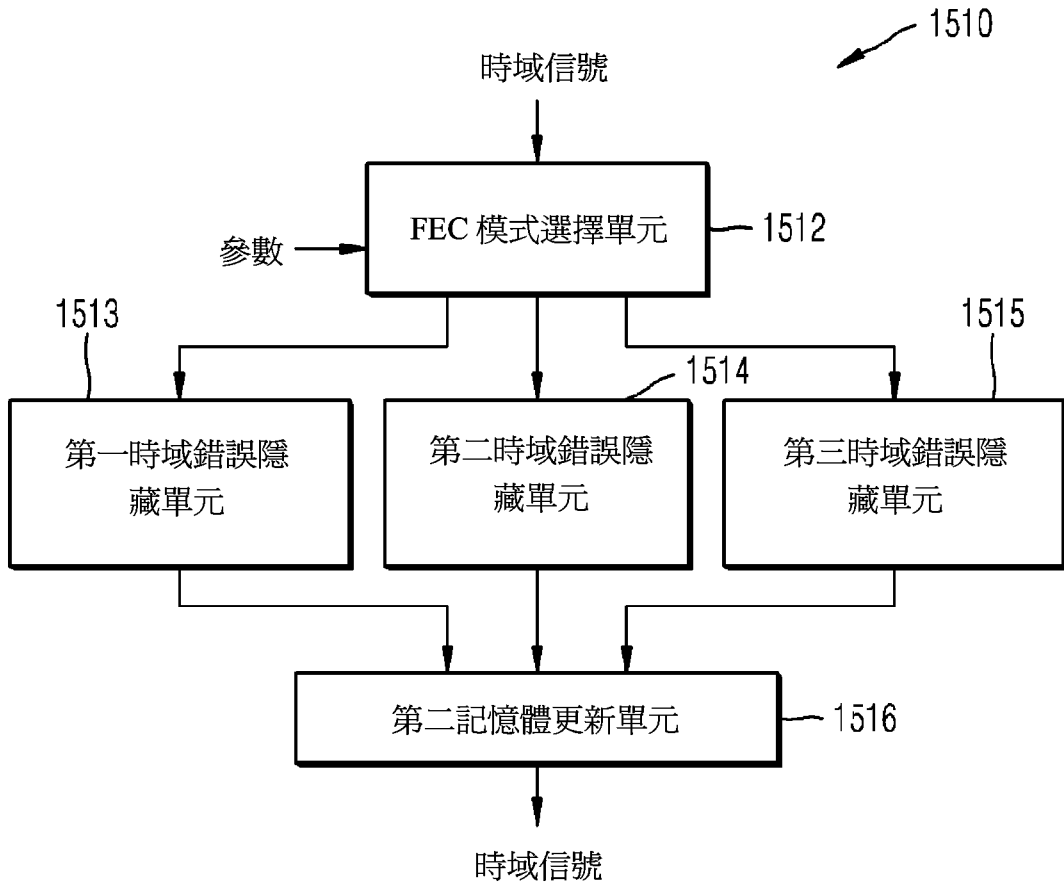 1510
時域信號
FEC 模式選擇單元
1512
參數
1513
1514
1515
第一時域錯誤隱
藏單元
第二時域錯誤隱
藏單元
第三時域錯誤隱
藏單元
第二記憶體更新單元
1516
時域信號